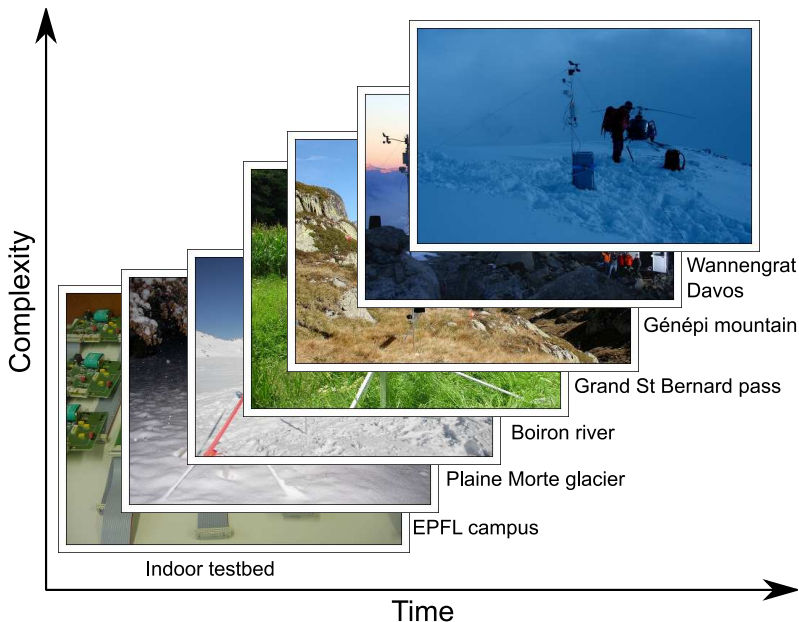 Complexity
Wannengrat
Davos
Génépi mountain
Grand St Bernard pass
Boiron river
Plaine Morte glacier
EPFL campus
Indoor testbed
Time